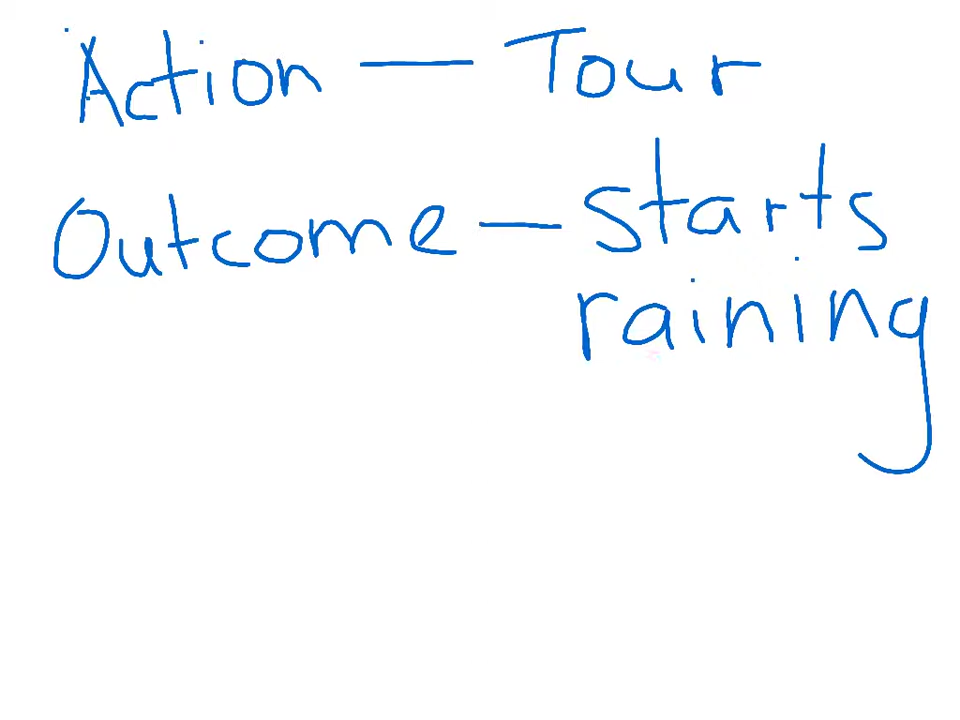 Action — Tour
Outcome — starts
raining